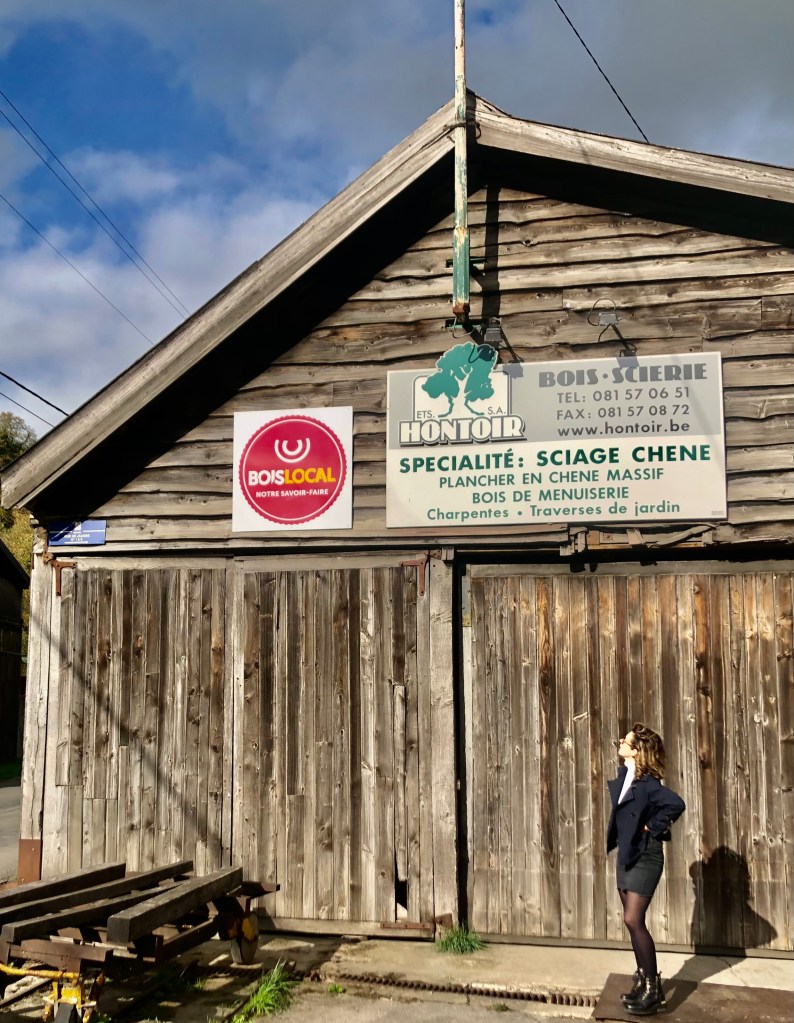 BOIS · SCIERIE
TEL: 081 57 06 51
FAX: 081 57 08 72
www.hontoir.be
ETS. S.A.
HONTOIR
SPECIALITÉ: SCIAGE CHENE
PLANCHER EN CHENE MASSIF
BOIS DE MENUISERIE
Charpentes · Traverses de jardin
BOISLOCAL
NOTRE SAVOIR-FAIRE